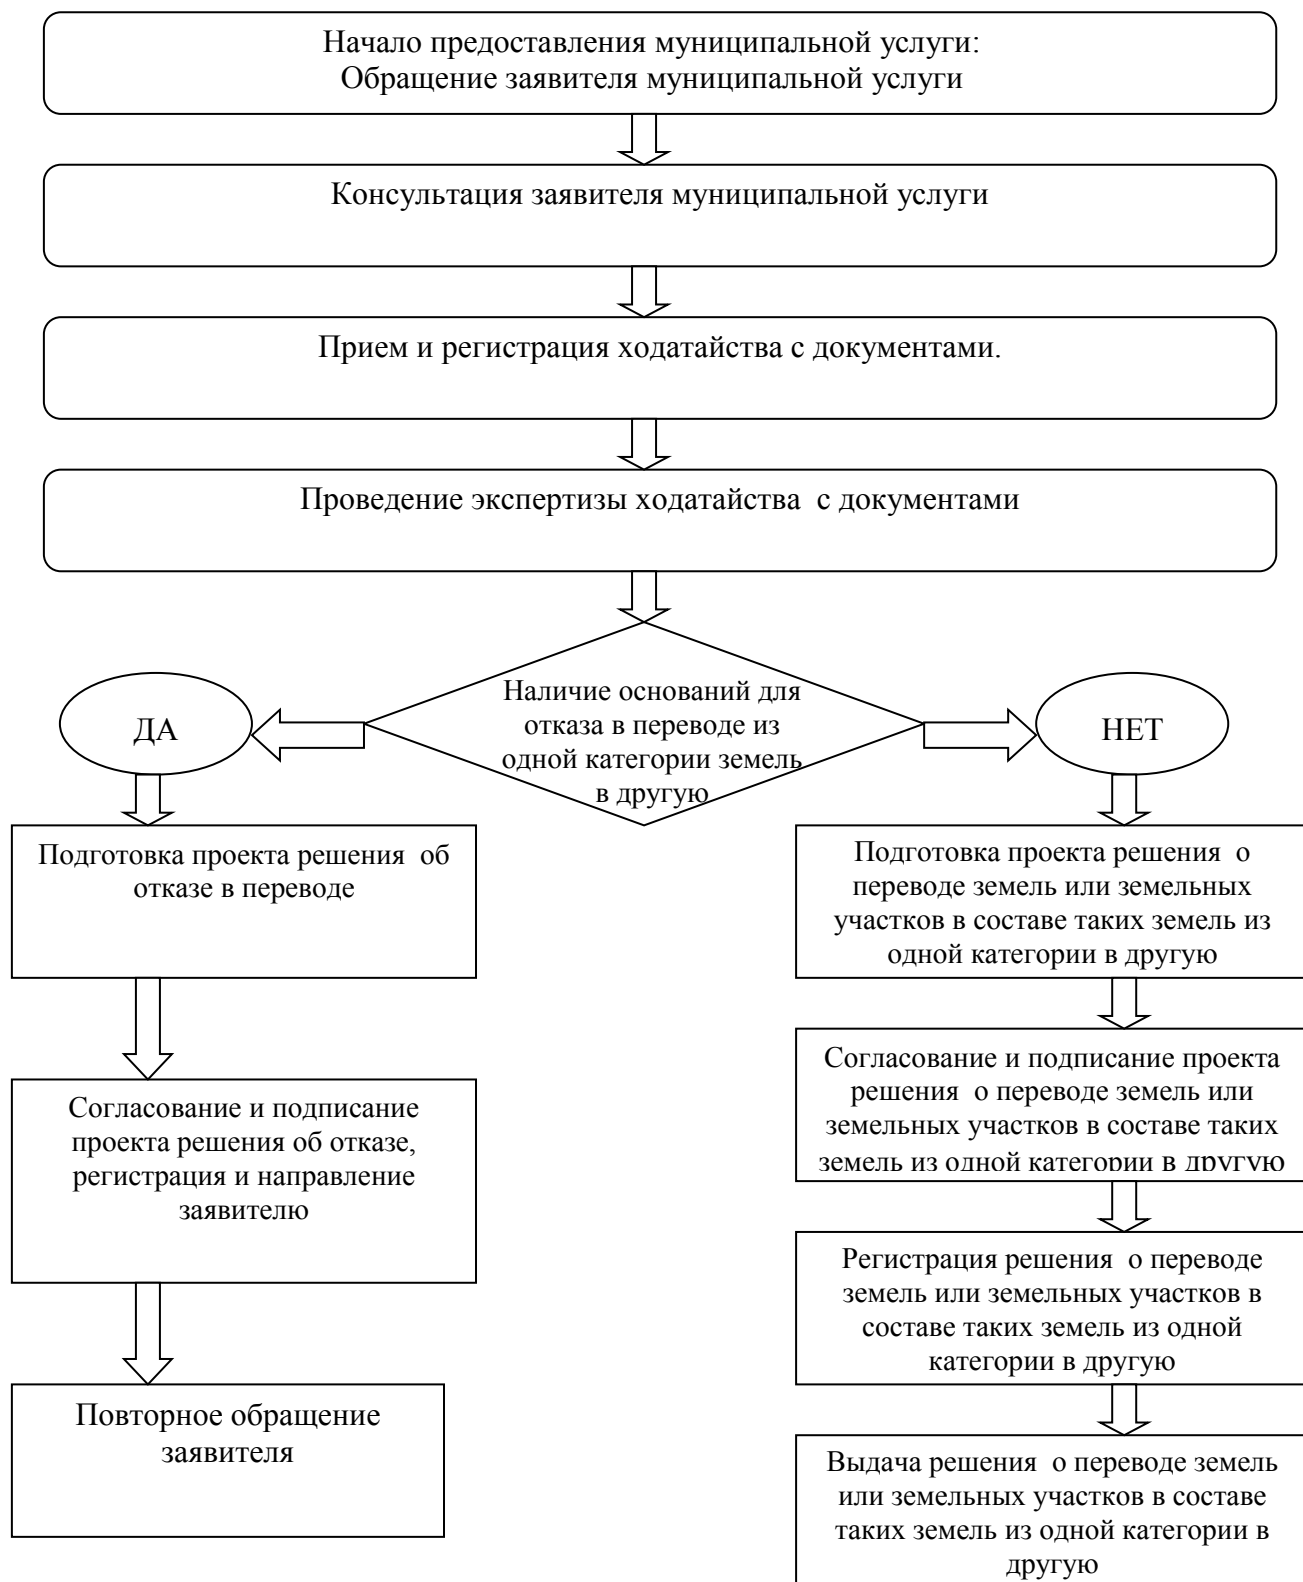 Начало предоставления муниципальной услуги:
Обращение заявителя муниципальной услуги
Консультация заявителя муниципальной услуги
Прием и регистрация ходатайства с документами.
Проведение экспертизы ходатайства  с документами
Наличие оснований для
отказа в переводе из
одной категории земель
в другую
ДА
НЕТ
Подготовка проекта решения  об
отказе в переводе
Согласование и подписание
проекта решения об отказе,
регистрация и направление
заявителю
Повторное обращение
заявителя
Подготовка проекта решения  о
переводе земель или земельных
участков в составе таких земель из
одной категории в другую
Согласование и подписание проекта
решения  о переводе земель или
земельных участков в составе таких
земель из одной категории в другую
Регистрация решения  о переводе
земель или земельных участков в
составе таких земель из одной
категории в другую
Выдача решения  о переводе земель
или земельных участков в составе
таких земель из одной категории в
другую